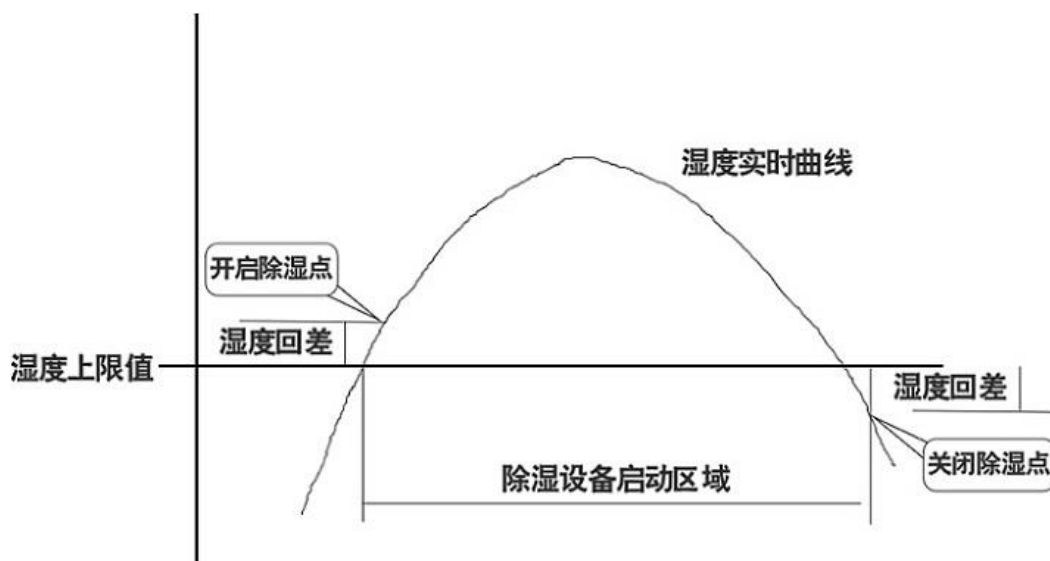 湿度实时曲线
开启除湿点
湿度回差
湿度上限值
湿度回差
关闭除湿点
除湿设备启动区域